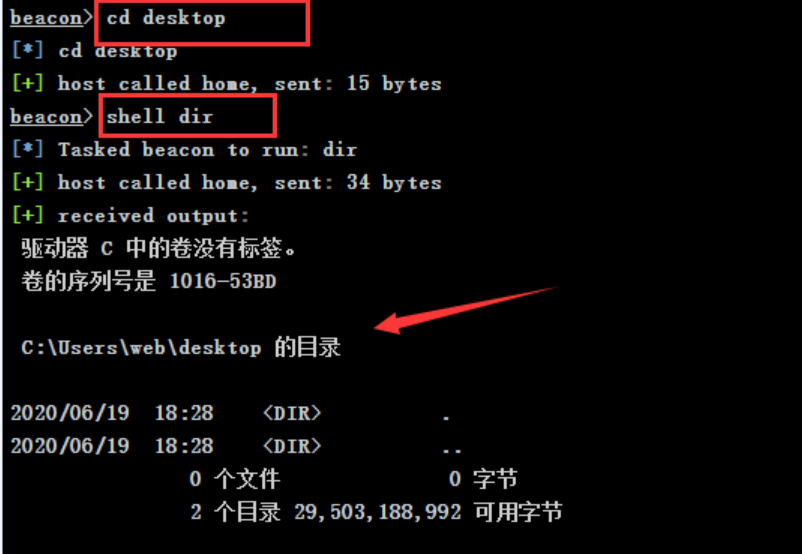 beacon> cd desktop
[*] cd desktop
[+] host called home, sent: 15 bytes
beacon> shell dir
[*] Tasked beacon to run: dir
[+] host called home, sent: 34 bytes
[+] received output:
驱动器 C 中的卷没有标签。
卷的序列号是 1016-53BD
C:\Users\web\desktop 的目录
2020/06/19 18:28 <DIR> .
2020/06/19 18:28 <DIR> ..
0 个文件 0 字节
2 个目录 29,503,188,992 可用字节